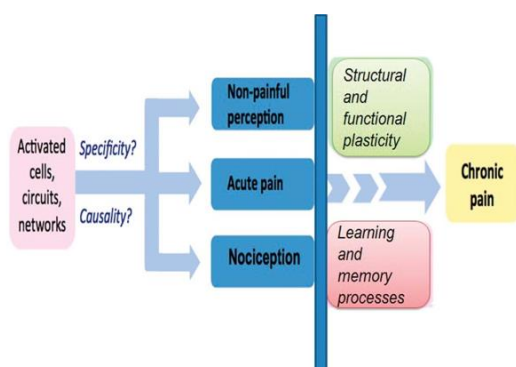 Activated
cells,
circuits,
networks
Specificity?
Causality?
Non-painful
perception
Acute pain
Nociception
Structural
and
functional
plasticity
Learning
and
memory
processes
Chronic
pain